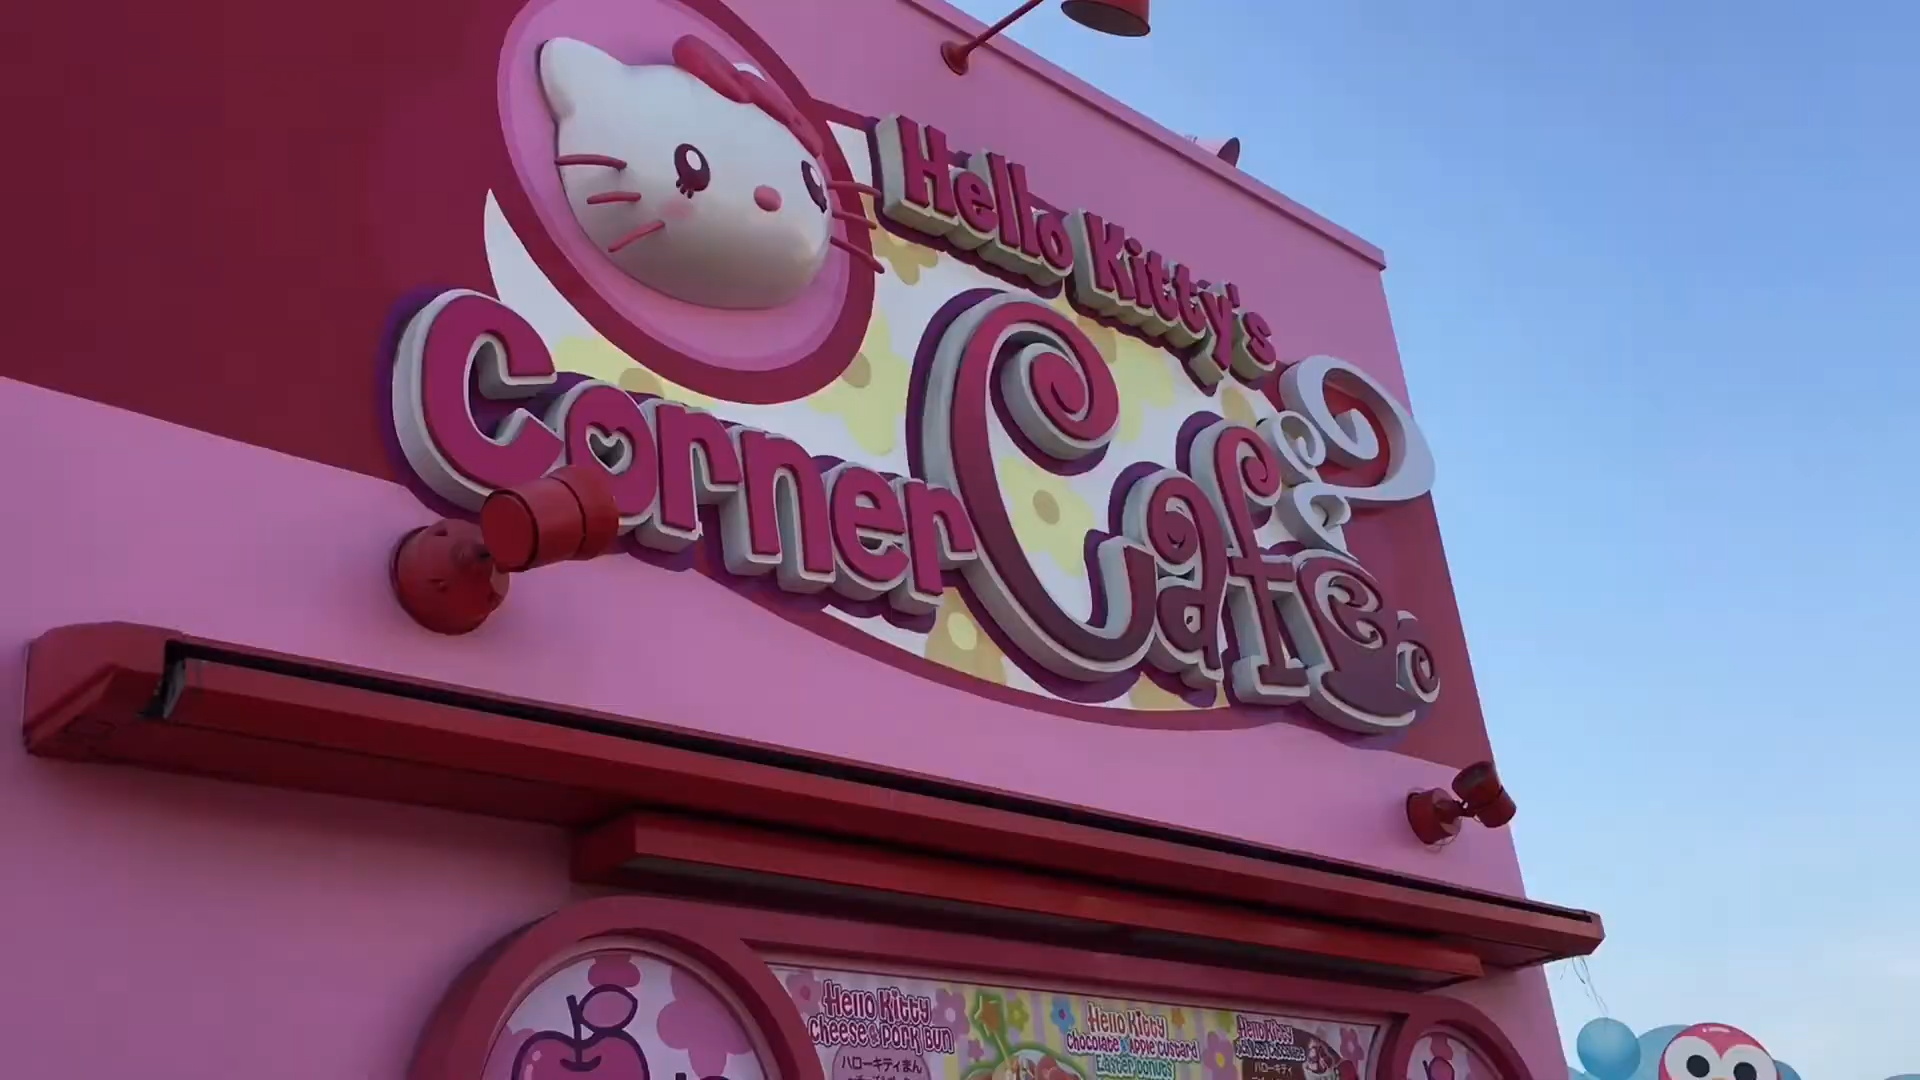 Hello Kitty's
Corner Café
Hello Kitty
Cheese & Pork Bun
ハローキティまん
Hello Kitty
Chocolate & Apple Custard
Easter Donuts
Hello Kitty
ハローキティ